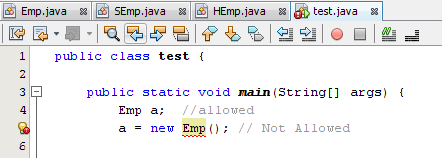 Emp.java SEmp.java HEmp.java test.java
1 public class test {
2
3 public static void main(String[] args) {
4 Emp a; //allowed
a = new Emp(); // Not Allowed
6